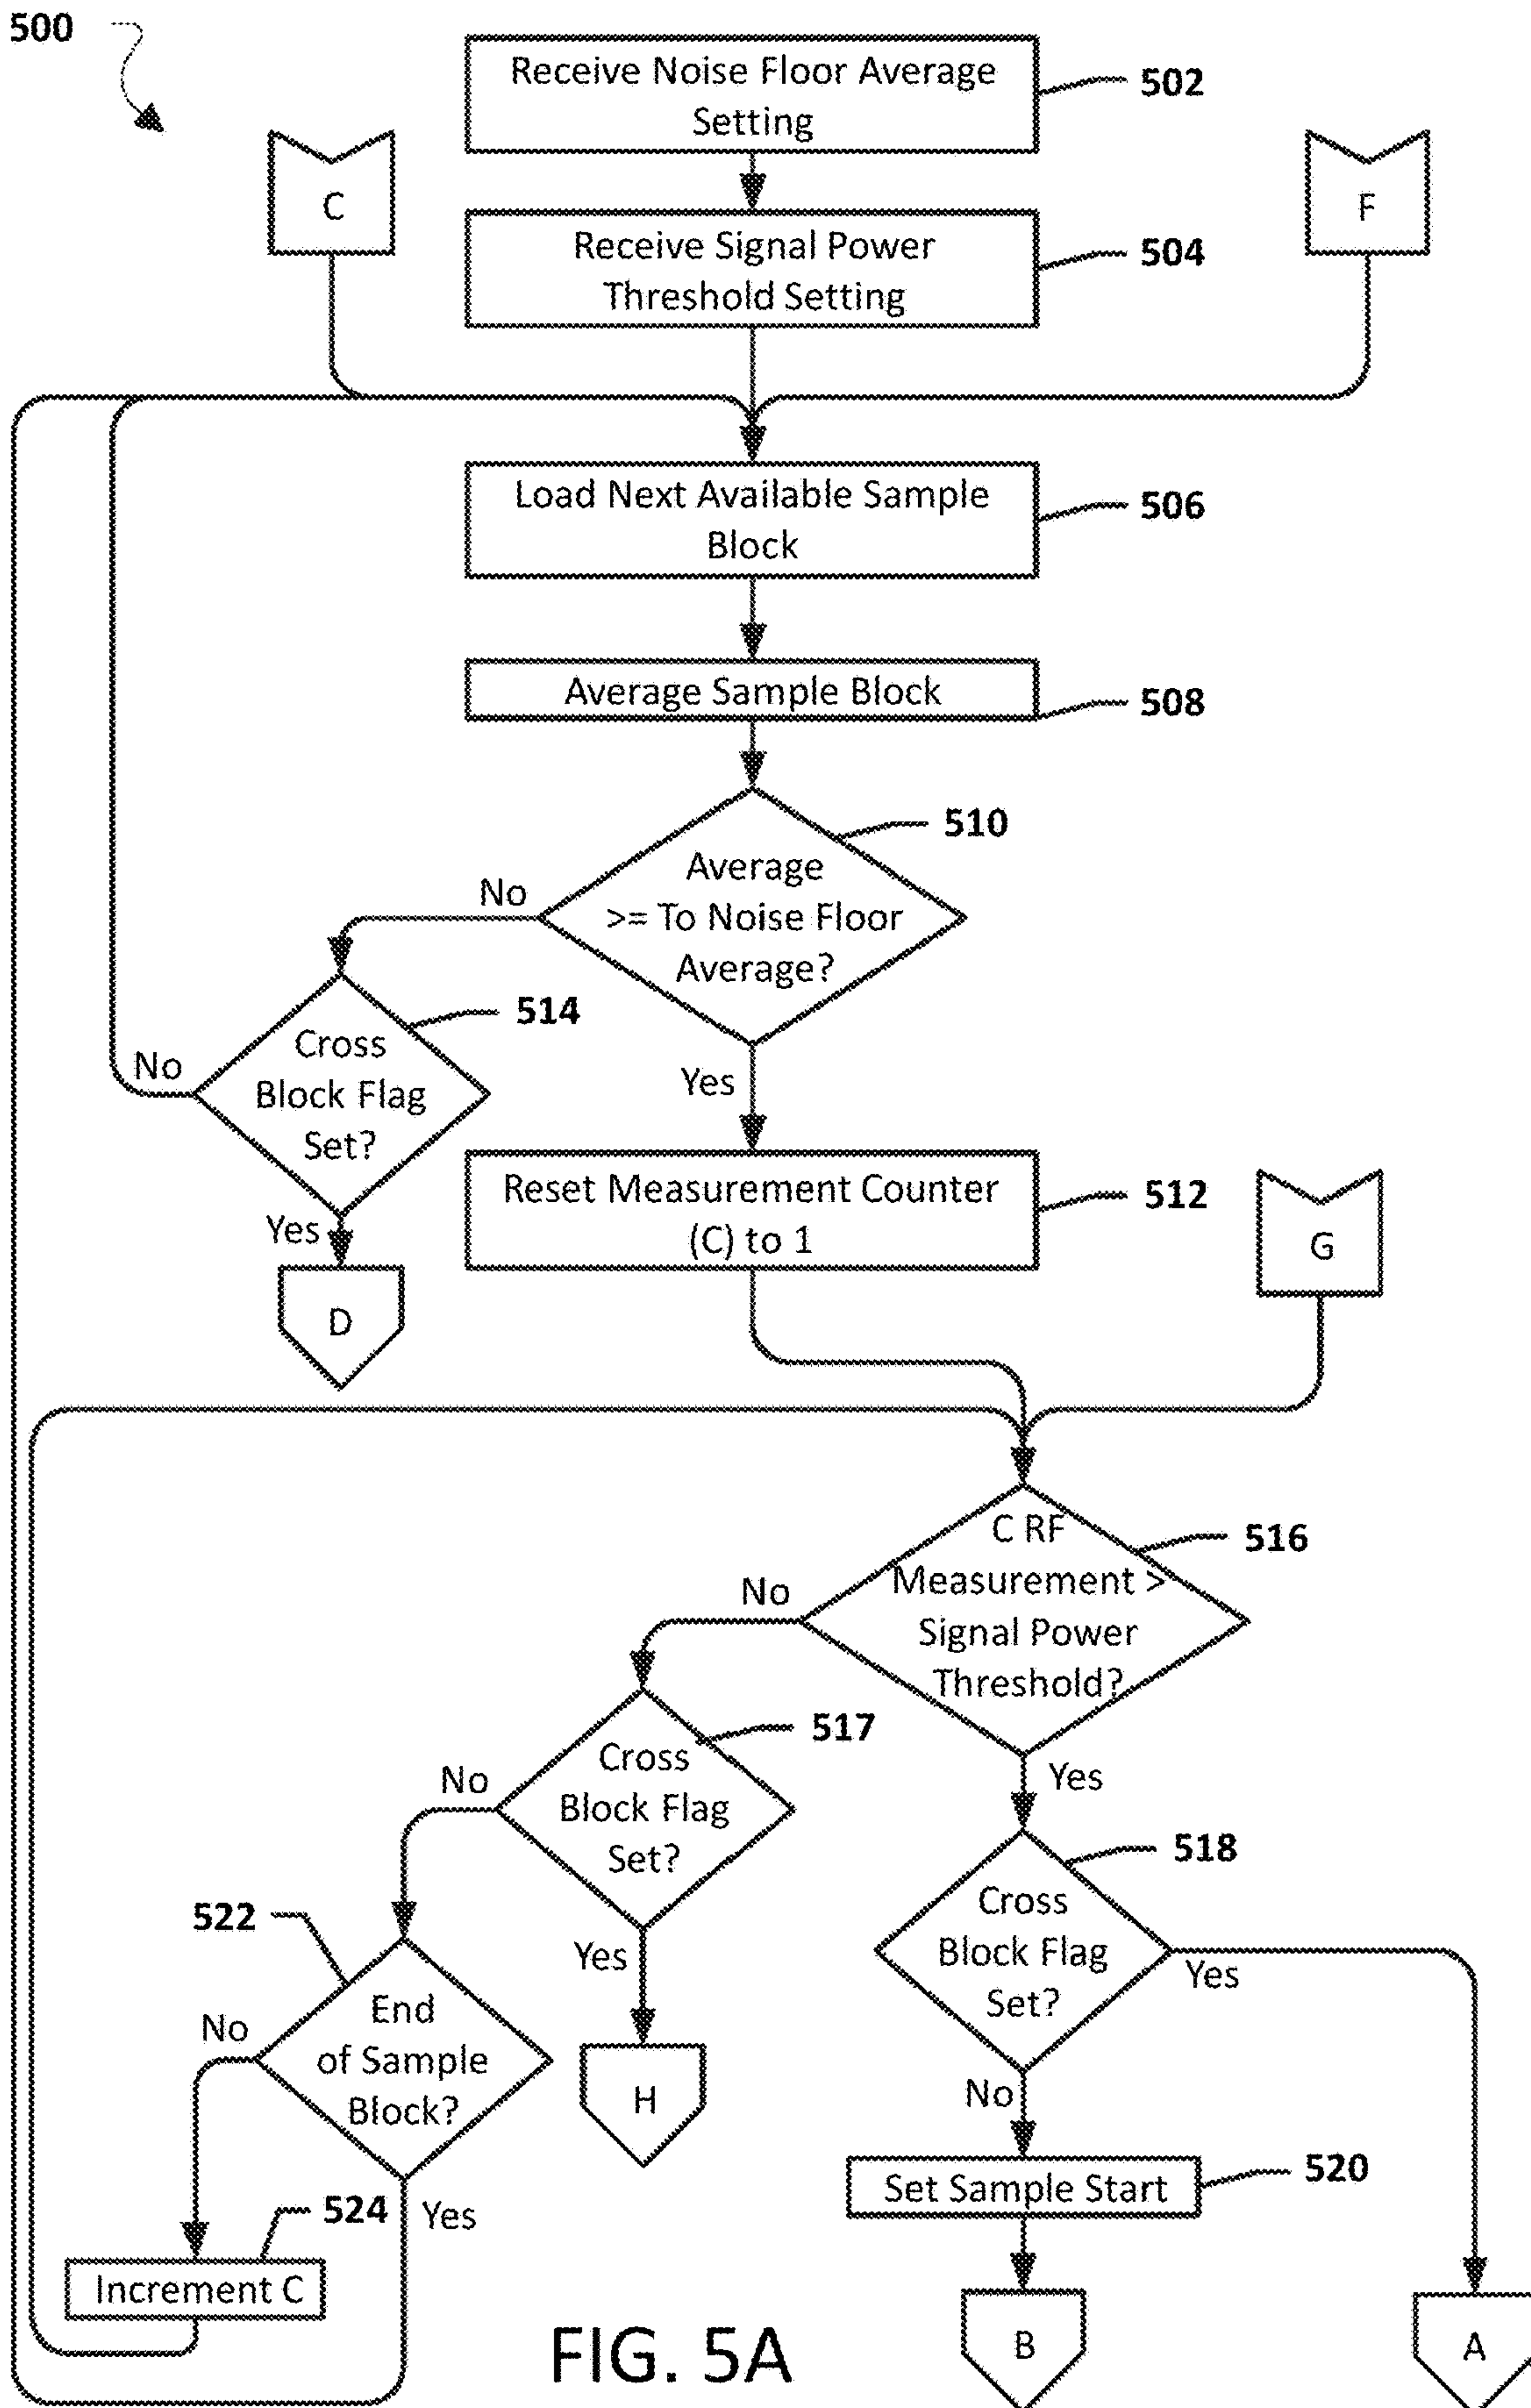 500
Receive Noise Floor Average
Setting
502
C
F
Receive Signal Power
Threshold Setting
504
Load Next Available Sample
Block
506
Average Sample Block
508
510
Average
>= To Noise Floor
Average?
No
514
Cross
Block Flag
Set?
No
Yes
Yes
Reset Measurement Counter
(C) to 1
512
G
D
C RF
Measurement >
Signal Power
Threshold?
516
No
517
Cross
Block Flag
Set?
No
Yes
518
Cross
Block Flag
Set?
Yes
522
End
of Sample
Block?
No
Yes
H
No
Set Sample Start
520
524
Yes
Increment C
B
A
FIG. 5A